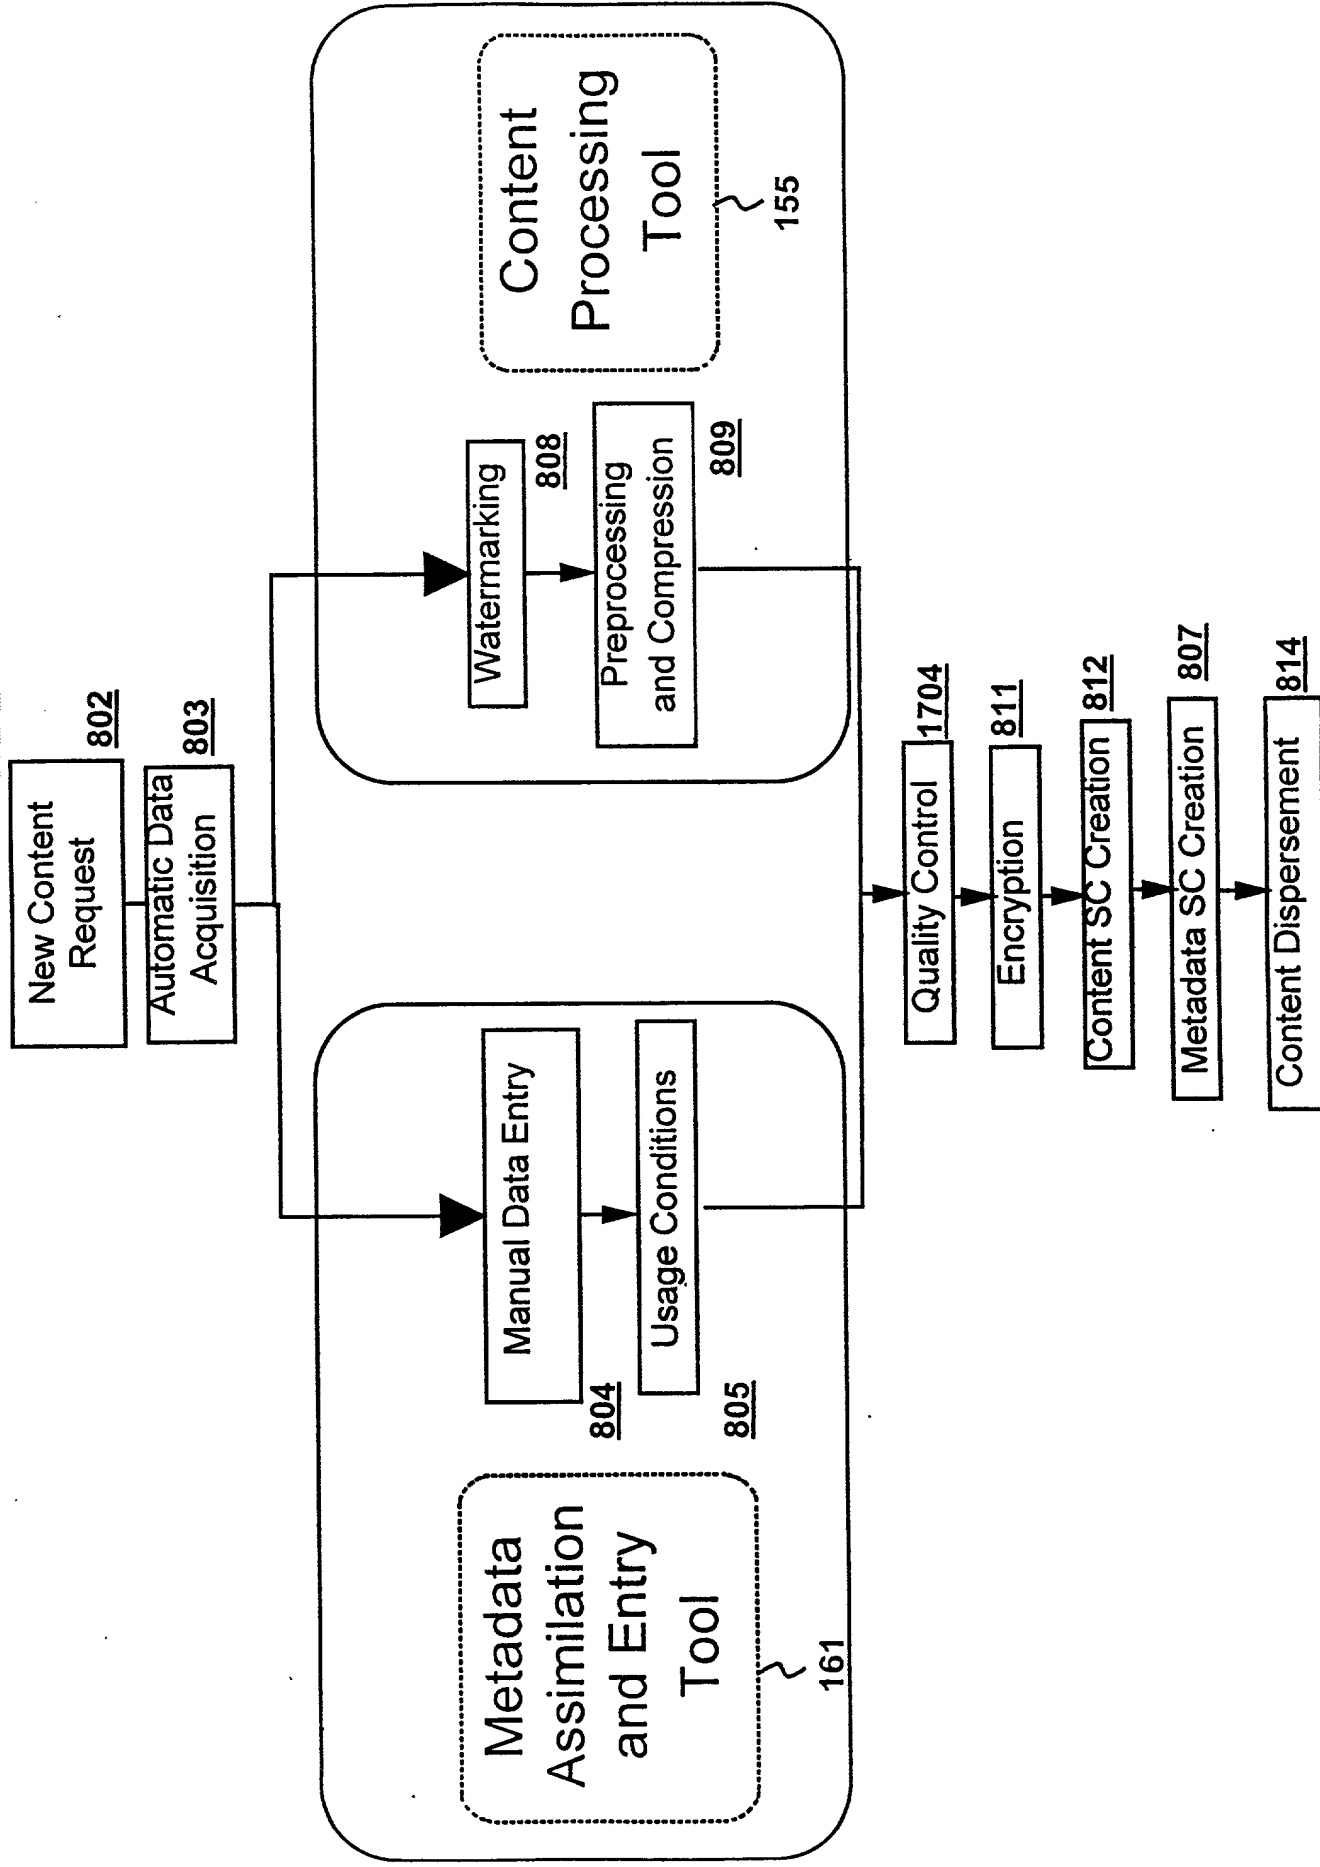 New Content
Request
802
Automatic Data
Acquisition
803
Metadata
Assimilation
and Entry
Tool
161
Manual Data Entry
804
Usage Conditions
805
Watermarking
808
Preprocessing
and Compression
809
Content
Processing
Tool
155
Quality Control
1704
Encryption
811
Content SC Creation
812
Metadata SC Creation
807
Content Dispersement
814